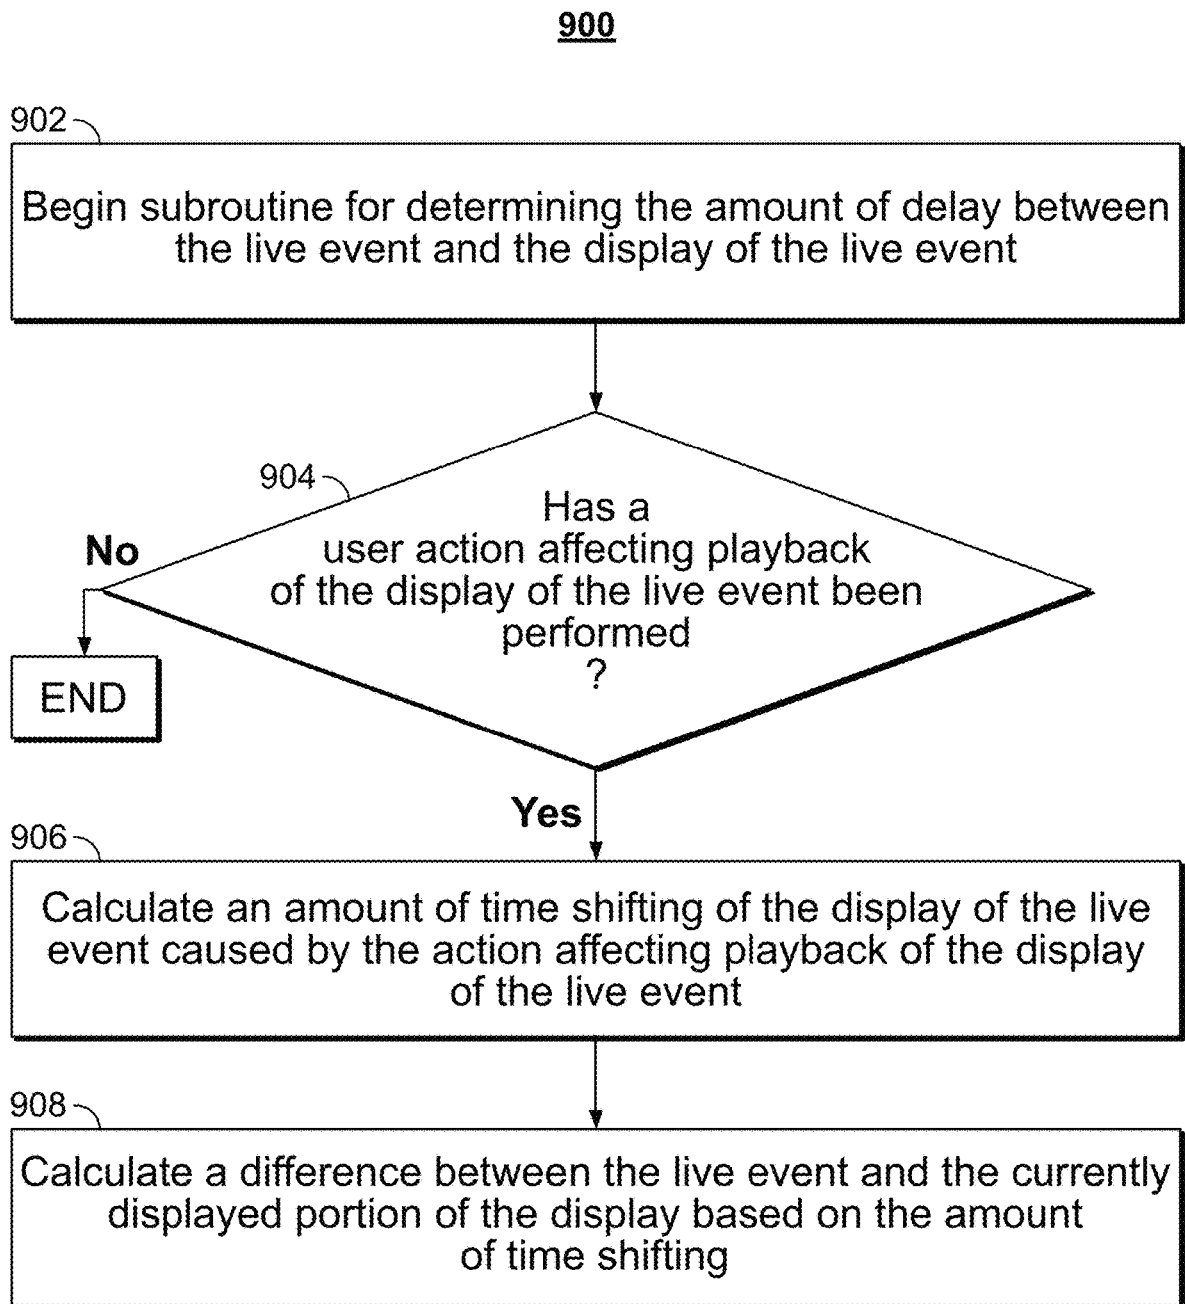 900
902
Begin subroutine for determining the amount of delay between
the live event and the display of the live event
904
Has a
user action affecting playback
of the display of the live event been
performed
?
No
END
Yes
906
Calculate an amount of time shifting of the display of the live
event caused by the action affecting playback of the display
of the live event
908
Calculate a difference between the live event and the currently
displayed portion of the display based on the amount
of time shifting